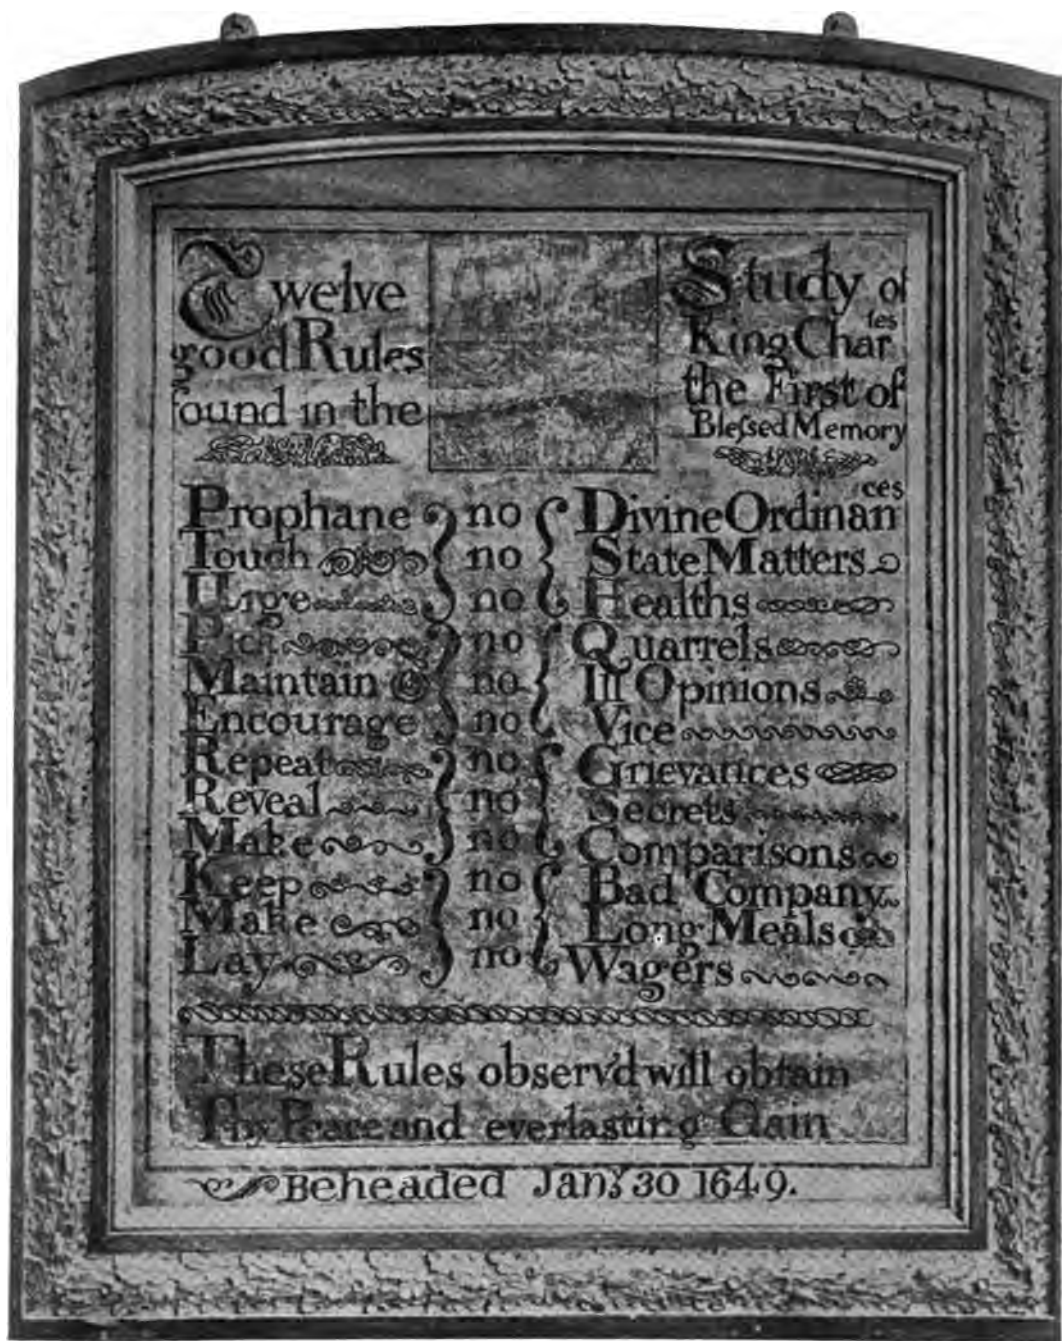 Twelve
good Rules
found in the
Study of
King Charles
the First of
Blessed Memory
Prophane no Divine Ordinances
Touch no State Matters
Urge no Healths
Pick no Quarrels
Maintain no Ill Opinions
Encourage no Vice
Repeat no Grievances
Reveal no Secrets
Make no Comparisons
Keep no Bad Company
Make no Long Meals
Lay no Wagers
These Rules observ'd will obtain
Thy Peace and everlasting Gain
Beheaded Jany 30 1649.